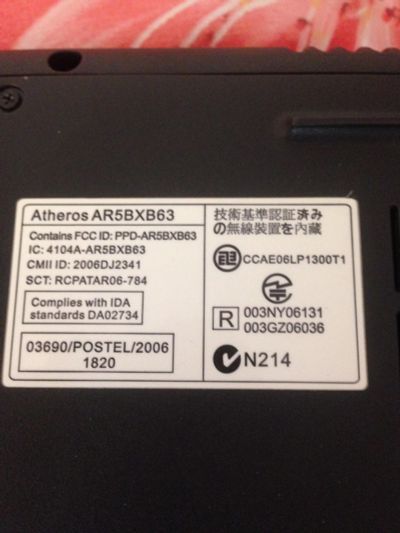 Atheros AR5BXB63
Contains FCC ID: PPD-AR5BXB63
IC: 4104A-AR5BXB63
CMII ID: 2006DJ2341
SCT: RCPATAR06-784
Complies with IDA
standards DA02734
03690/POSTEL/2006
1820
技術基準認証済み
の無線装置を內藏
CCAE06LP1300T1
R
003NY06131
003GZ06036
N214